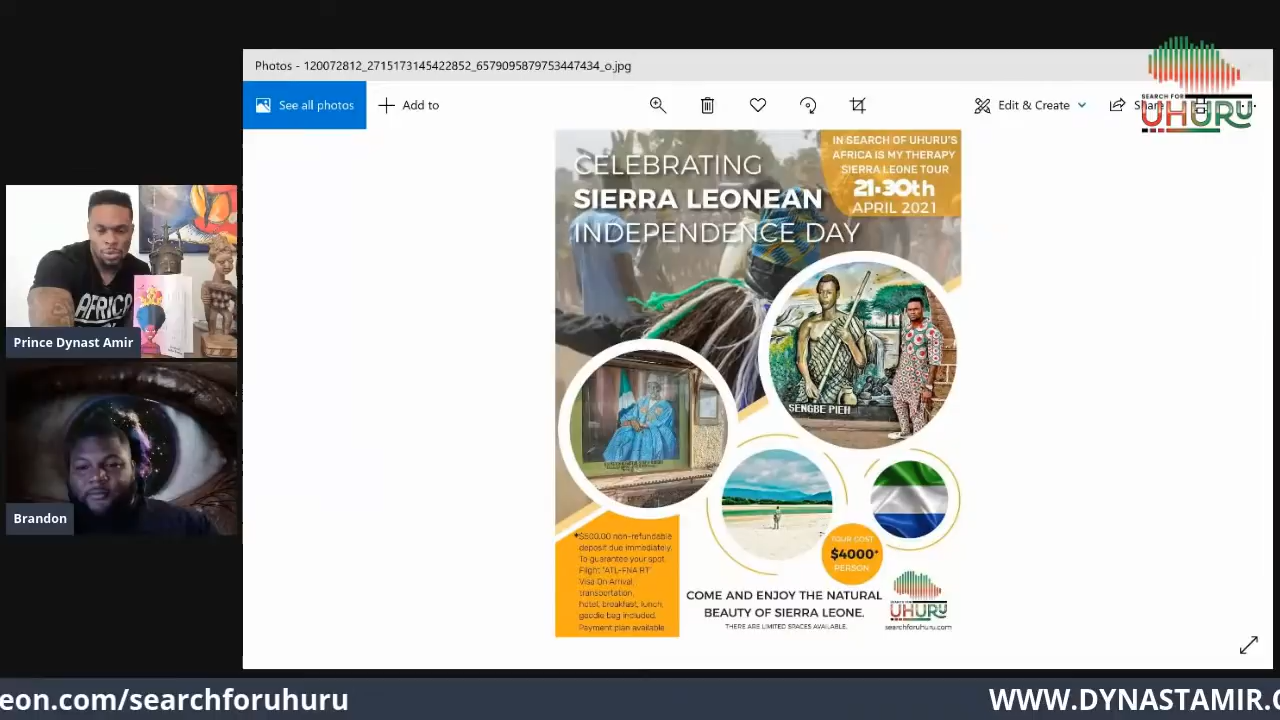 Photos - 120072812_2715173145422852_6579095879753447434_o.jpg
See all photos
Add to
Edit & Create
Share
SEARCH FOR
UHURU
CELEBRATING
SIERRA LEONEAN
INDEPENDENCE DAY
IN SEARCH OF UHURU'S
AFRICA IS MY THERAPY
SIERRA LEONE TOUR
21-30th
APRIL 2021
AFRICA
Prince Dynast Amir
Brandon
SENGBE PIEH
*$500.00 non-refundable
deposit due immediately.
To guarantee your spot.
Flight "ATL-FNA RT"
Visa On Arrival,
transportation,
hotel, breakfast, lunch,
goodie bag included.
Payment plan available.
TOUR COST
$4000*
PERSON
COME AND ENJOY THE NATURAL
BEAUTY OF SIERRA LEONE.
THERE ARE LIMITED SPACES AVAILABLE.
UHURU
searchforuhuru.com
eon.com/searchforuhuru
WWW.DYNASTAMIR.C